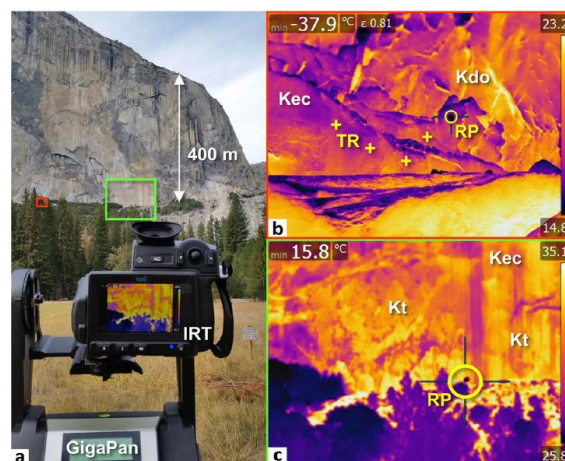 400 m
IRT
GigaPan
a
min -37.9 °C ε 0.81
23.2
Kdo
Kec
RP
TR
14.8
b
min 15.8 °C
35.1
Kec
Kt
Kt
RP
25.8
c